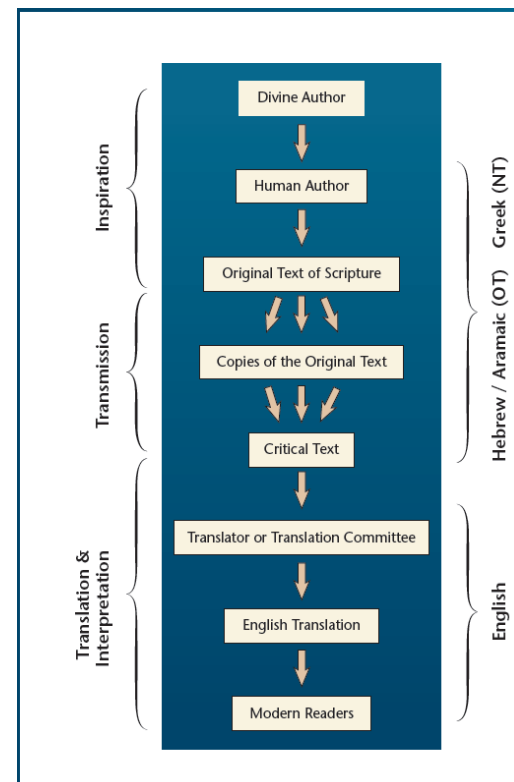 Divine Author
Human Author
Original Text of Scripture
Copies of the Original Text
Critical Text
Translator or Translation Committee
English Translation
Modern Readers
Inspiration
Transmission
Translation &
Interpretation
Hebrew / Aramaic (OT) Greek (NT)
English